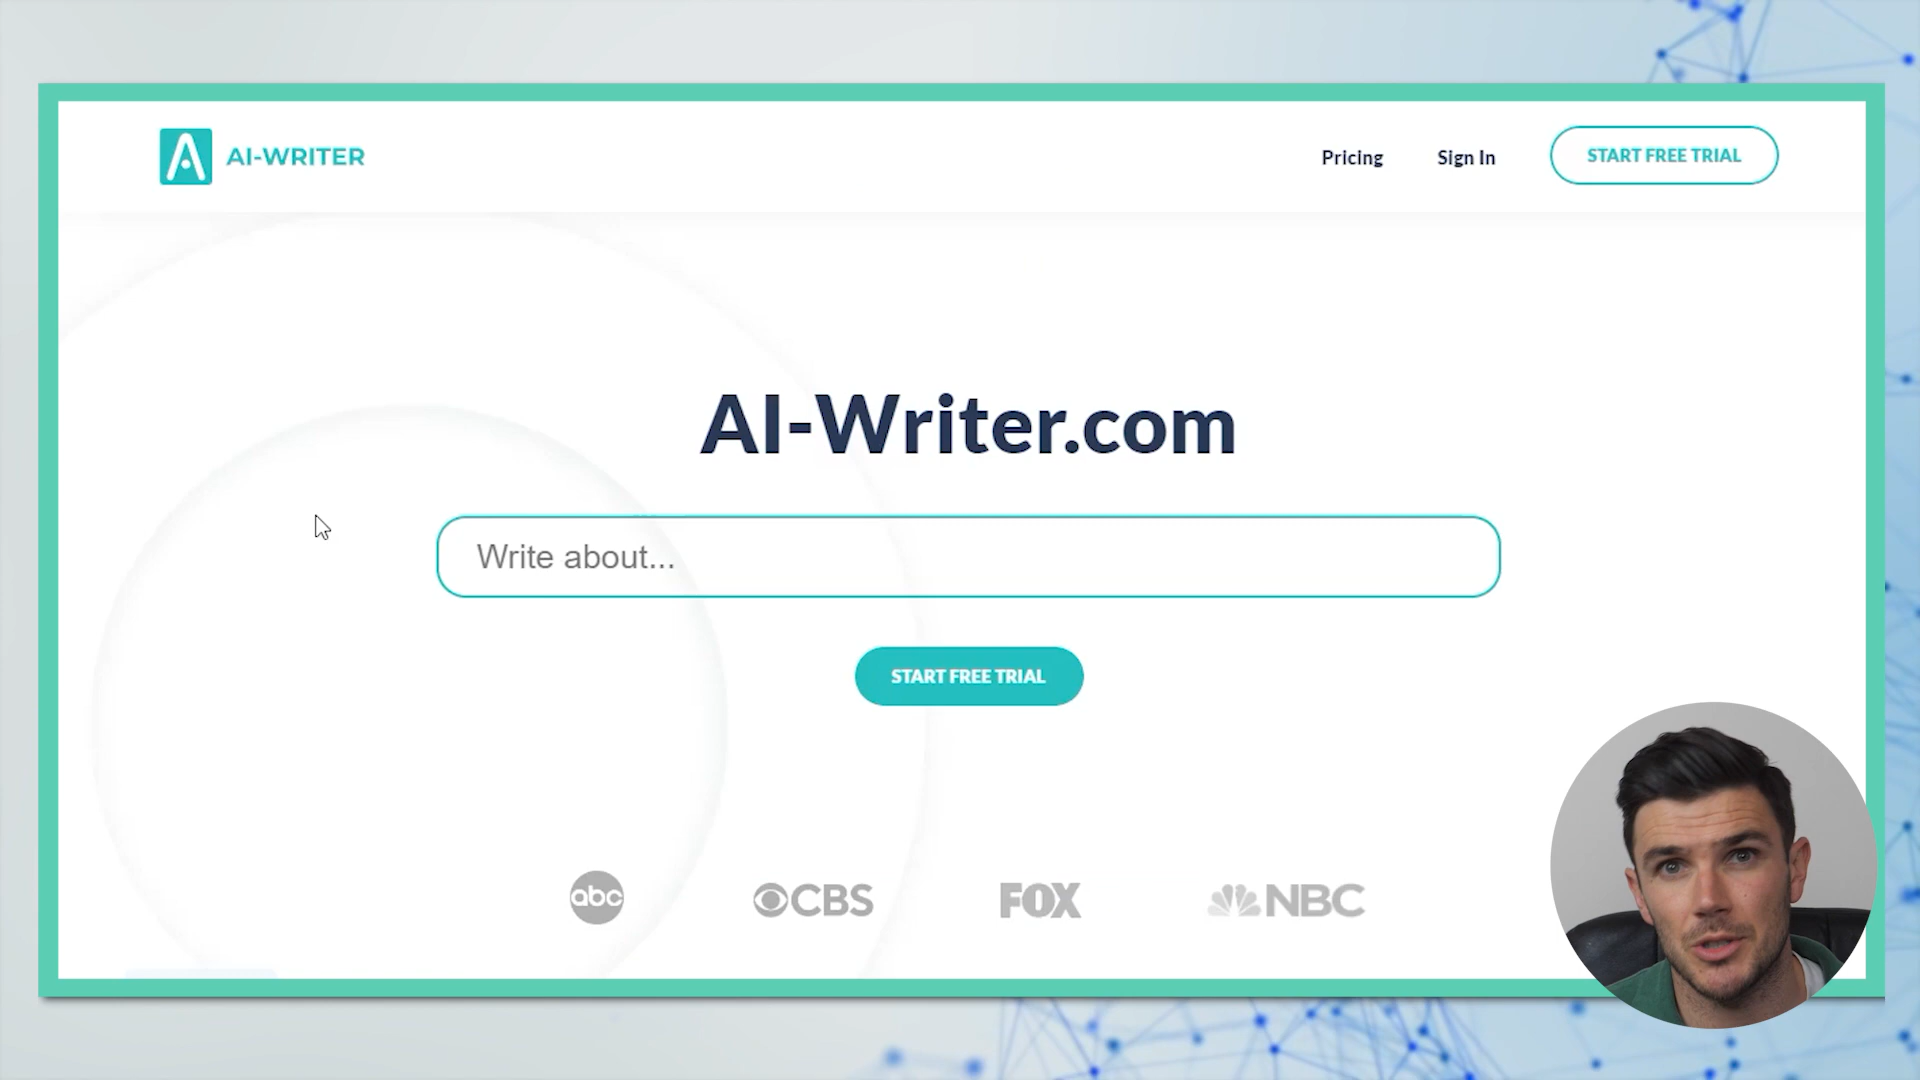 AI-WRITER
Pricing
Sign In
START FREE TRIAL
AI-Writer.com
Write about...
START FREE TRIAL
abc
CBS
FOX
NBC